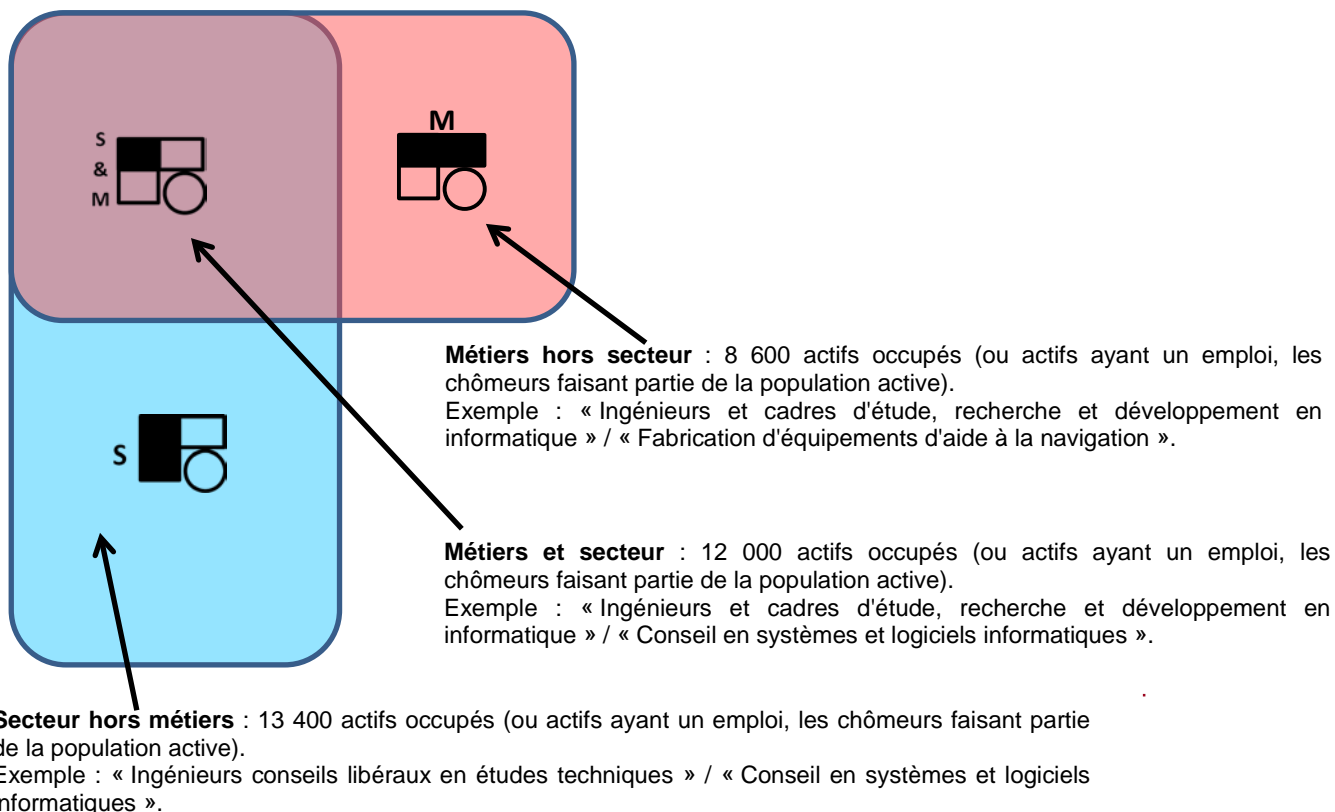 M
S
&
M
Métiers hors secteur : 8 600 actifs occupés (ou actifs ayant un emploi, les
chômeurs faisant partie de la population active).
Exemple : « Ingénieurs et cadres d'étude, recherche et développement en
informatique » / « Fabrication d'équipements d'aide à la navigation ».
S
Métiers et secteur : 12 000 actifs occupés (ou actifs ayant un emploi, les
chômeurs faisant partie de la population active).
Exemple : « Ingénieurs et cadres d'étude, recherche et développement en
informatique » / « Conseil en systèmes et logiciels informatiques ».
Secteur hors métiers : 13 400 actifs occupés (ou actifs ayant un emploi, les chômeurs faisant partie
de la population active).
Exemple : « Ingénieurs conseils libéraux en études techniques » / « Conseil en systèmes et logiciels
informatiques ».